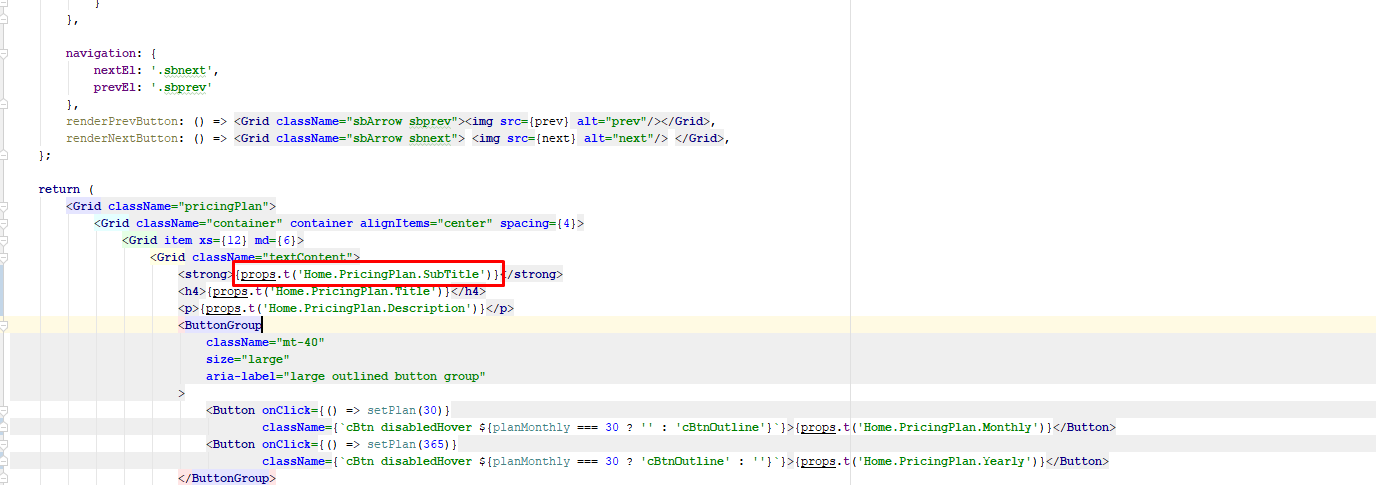 }
},
navigation: {
nextEl: '.sbnext',
prevEl: '.sbprev'
},
renderPrevButton: () => <Grid className="sbArrow sbprev"><img src={prev} alt="prev"/></Grid>,
renderNextButton: () => <Grid className="sbArrow sbnext"> <img src={next} alt="next"/> </Grid>,
};
return (
<Grid className="pricingPlan">
<Grid className="container" container alignItems="center" spacing={4}>
<Grid item xs={12} md={6}>
<Grid className="textContent">
<strong>{props.t('Home.PricingPlan.SubTitle')}</strong>
<h4>{props.t('Home.PricingPlan.Title')}</h4>
<p>{props.t('Home.PricingPlan.Description')}</p>
<ButtonGroup
className="mt-40"
size="large"
aria-label="large outlined button group"
>
<Button onClick={() => setPlan(30)}
className={`cBtn disabledHover ${planMonthly === 30 ? '' : 'cBtnOutline'}`}>{props.t('Home.PricingPlan.Monthly')}</Button>
<Button onClick={() => setPlan(365)}
className={`cBtn disabledHover ${planMonthly === 30 ? 'cBtnOutline' : ''}`}>{props.t('Home.PricingPlan.Yearly')}</Button>
</ButtonGroup>